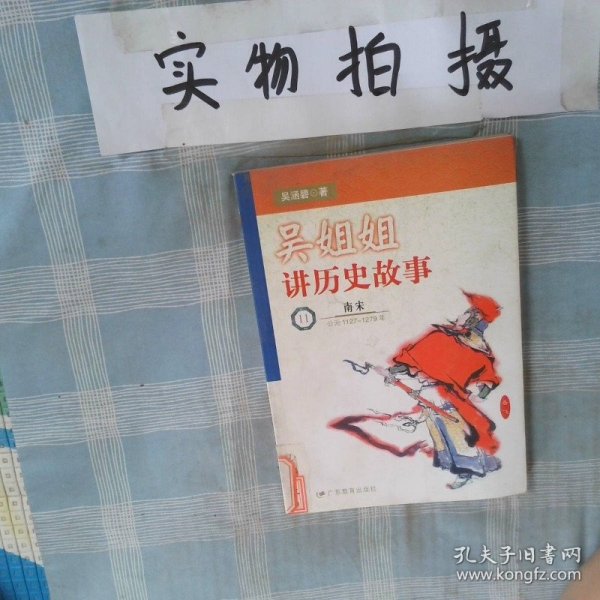 实物拍摄
吴涵碧◎著
吴姐姐
讲历史故事
11
南宋
公元1127-1279年
广东教育出版社
孔夫子旧书网
www.kongfz.com